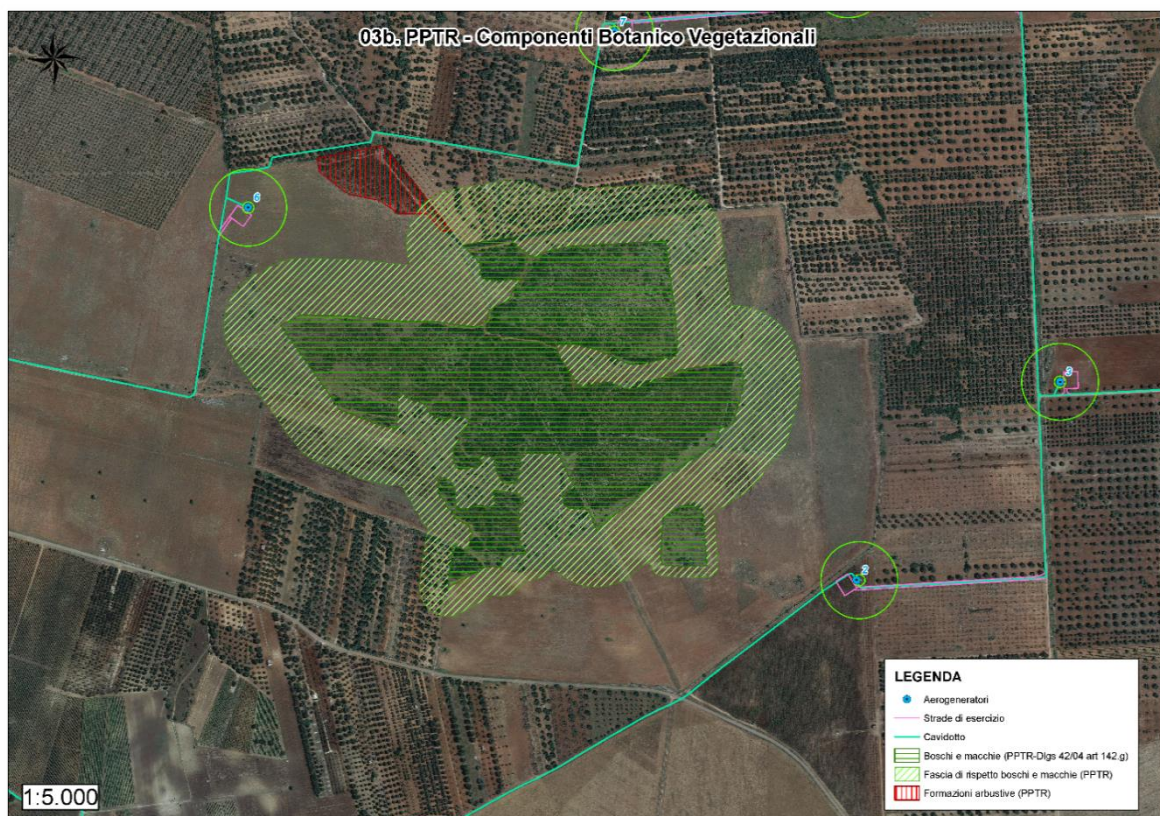 7
03b. PPTR - Componenti Botanico Vegetazionali
6
3
2
LEGENDA
Aerogeneratori
Strade di esercizio
Cavidotto
Boschi e macchie (PPTR-Dlgs 42/04 art 142.g)
Fascia di rispetto boschi e macchie (PPTR)
Formazioni arbustive (PPTR)
1:5.000